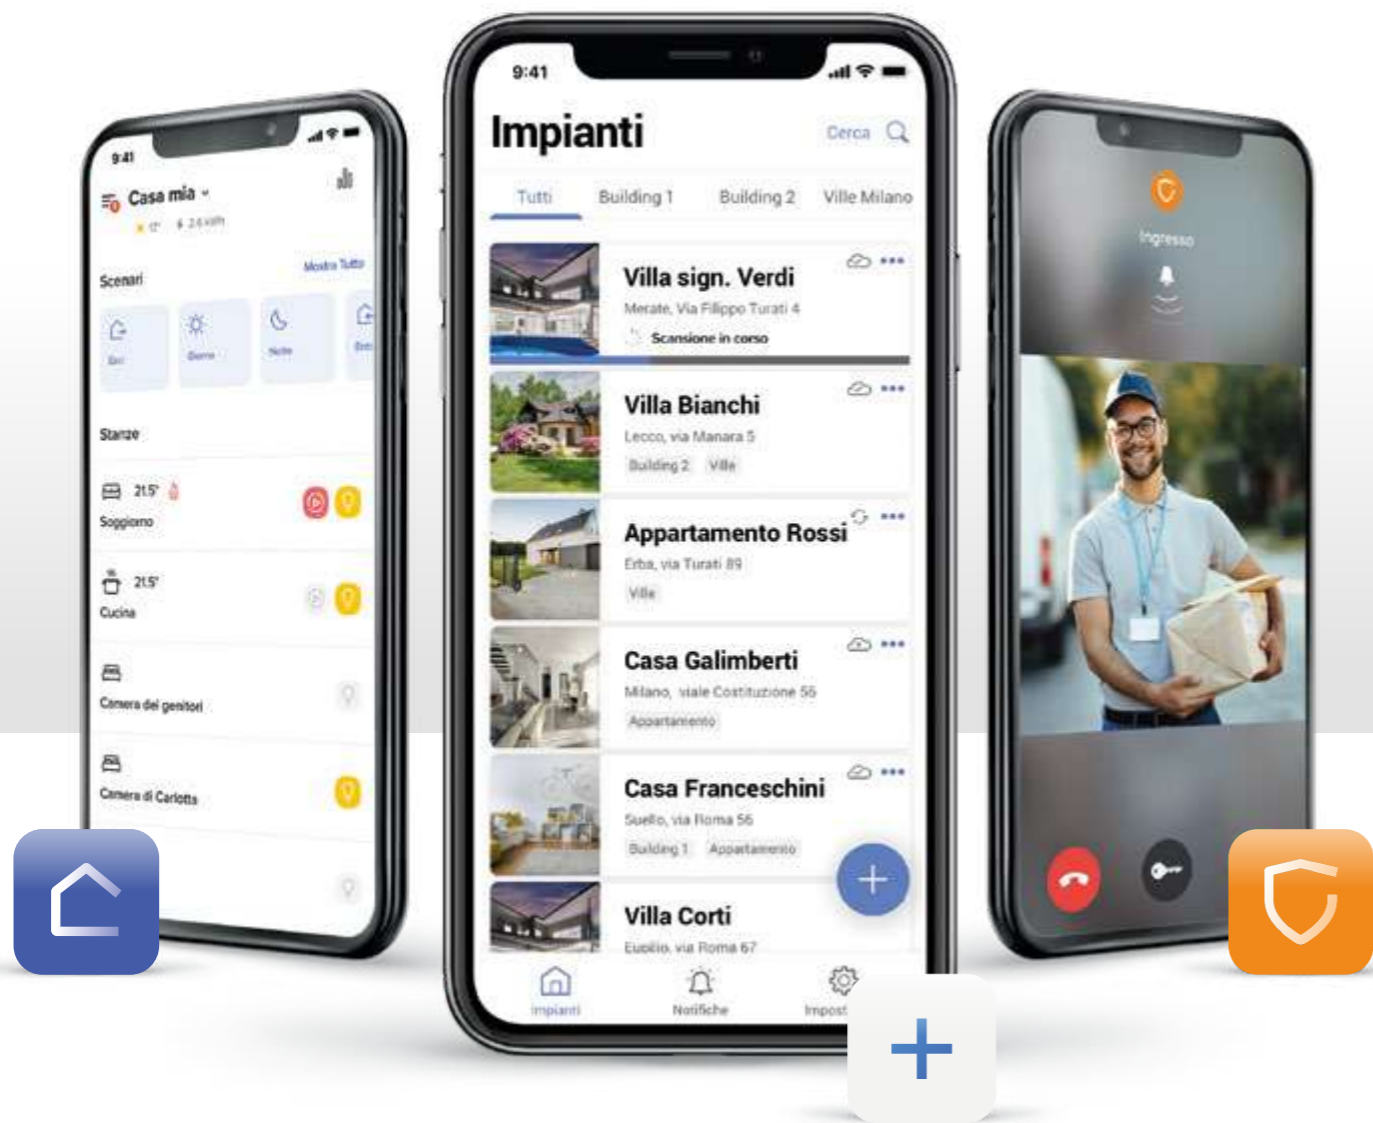 9:41
Casa mia
Scenari
Mostra Tutto
Giorno
Notte
Stanze
21.5°
Soggiorno
21.5°
Cucina
Camera dei genitori
Camera di Carlotta
9:41
Impianti
Cerca
Tutti
Building 1
Building 2
Ville Milano
Villa sign. Verdi
Merate, Via Filippo Turati 4
Scansione in corso
Villa Bianchi
Lecco, via Manara 5
Building 2 Ville
Appartamento Rossi
Erba, via Turati 89
Ville
Casa Galimberti
Milano, viale Costituzione 56
Appartamento
Casa Franceschini
Suello, via Roma 56
Building 1 Appartamento
Villa Corti
Eupilio, via Roma 67
Impianti
Notifiche
Ingresso